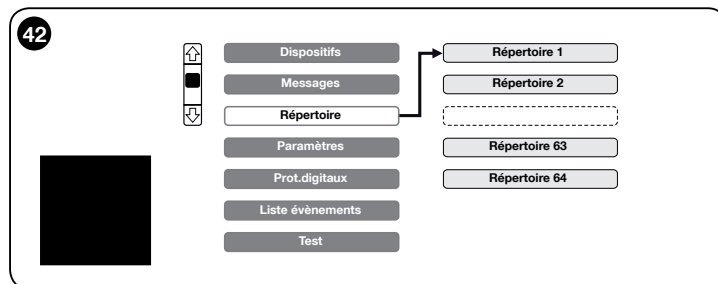 42
Dispositifs
Messages
Répertoire
Paramètres
Prot.digitaux
Liste évènements
Test
Répertoire 1
Répertoire 2
Répertoire 63
Répertoire 64